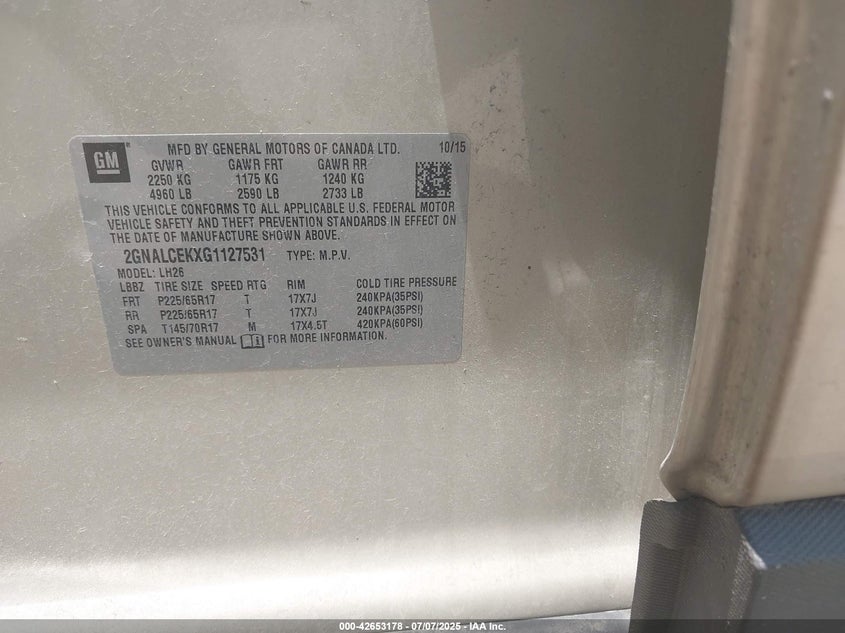 GM
MFD BY GENERAL MOTORS OF CANADA LTD. 10/15
GVWR GAWR FRT GAWR RR
2250 KG 1175 KG 1240 KG
4960 LB 2590 LB 2733 LB
THIS VEHICLE CONFORMS TO ALL APPLICABLE U.S. FEDERAL MOTOR
VEHICLE SAFETY AND THEFT PREVENTION STANDARDS IN EFFECT ON
THE DATE OF MANUFACTURE SHOWN ABOVE.
2GNALCEKXG1127531 TYPE: M.P.V.
MODEL: LH26
LBBZ TIRE SIZE SPEED RTG RIM COLD TIRE PRESSURE
FRT P225/65R17 T 17X7J 240KPA(35PSI)
RR P225/65R17 T 17X7J 240KPA(35PSI)
SPA T145/70R17 M 17X4.5T 420KPA(60PSI)
SEE OWNER'S MANUAL FOR MORE INFORMATION.
000-42653178 - 07/07/2025 - IAA Inc.